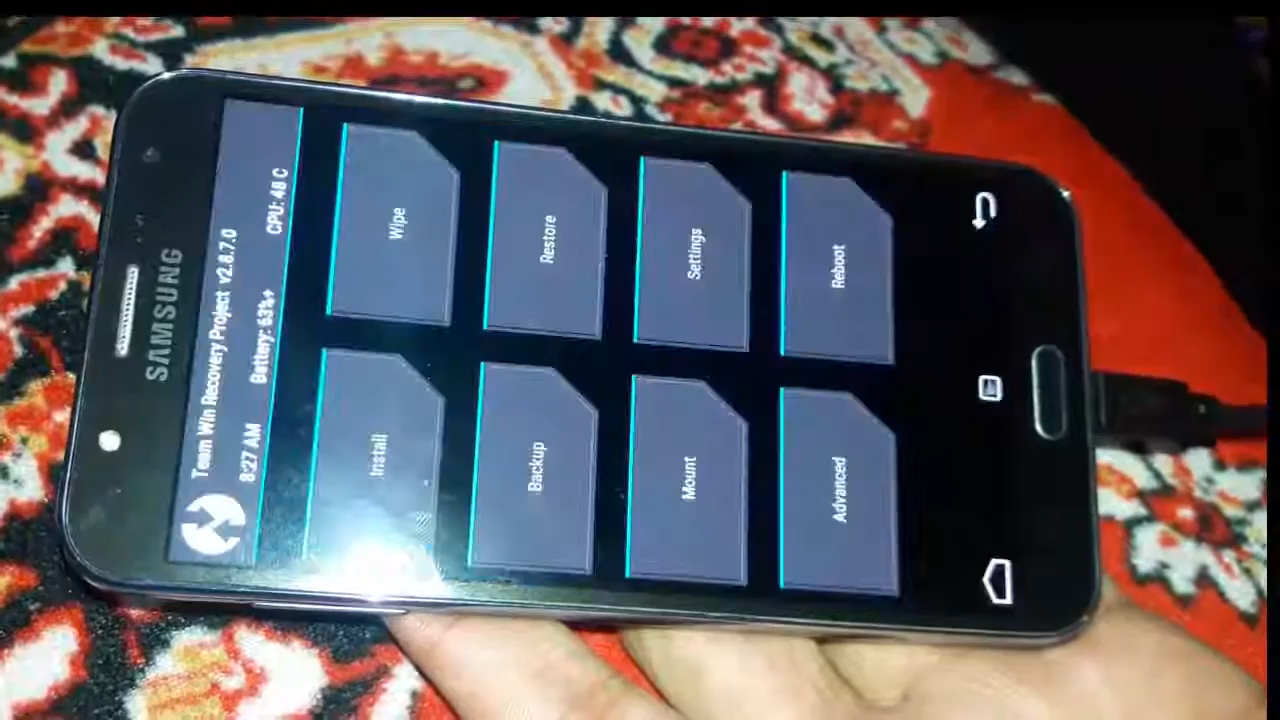 SAMSUNG
Team Win Recovery Project v2.8.7.0
8:27 AM Battery: 63%+ CPU: 48 C
Install Wipe
Backup Restore
Mount Settings
Advanced Reboot